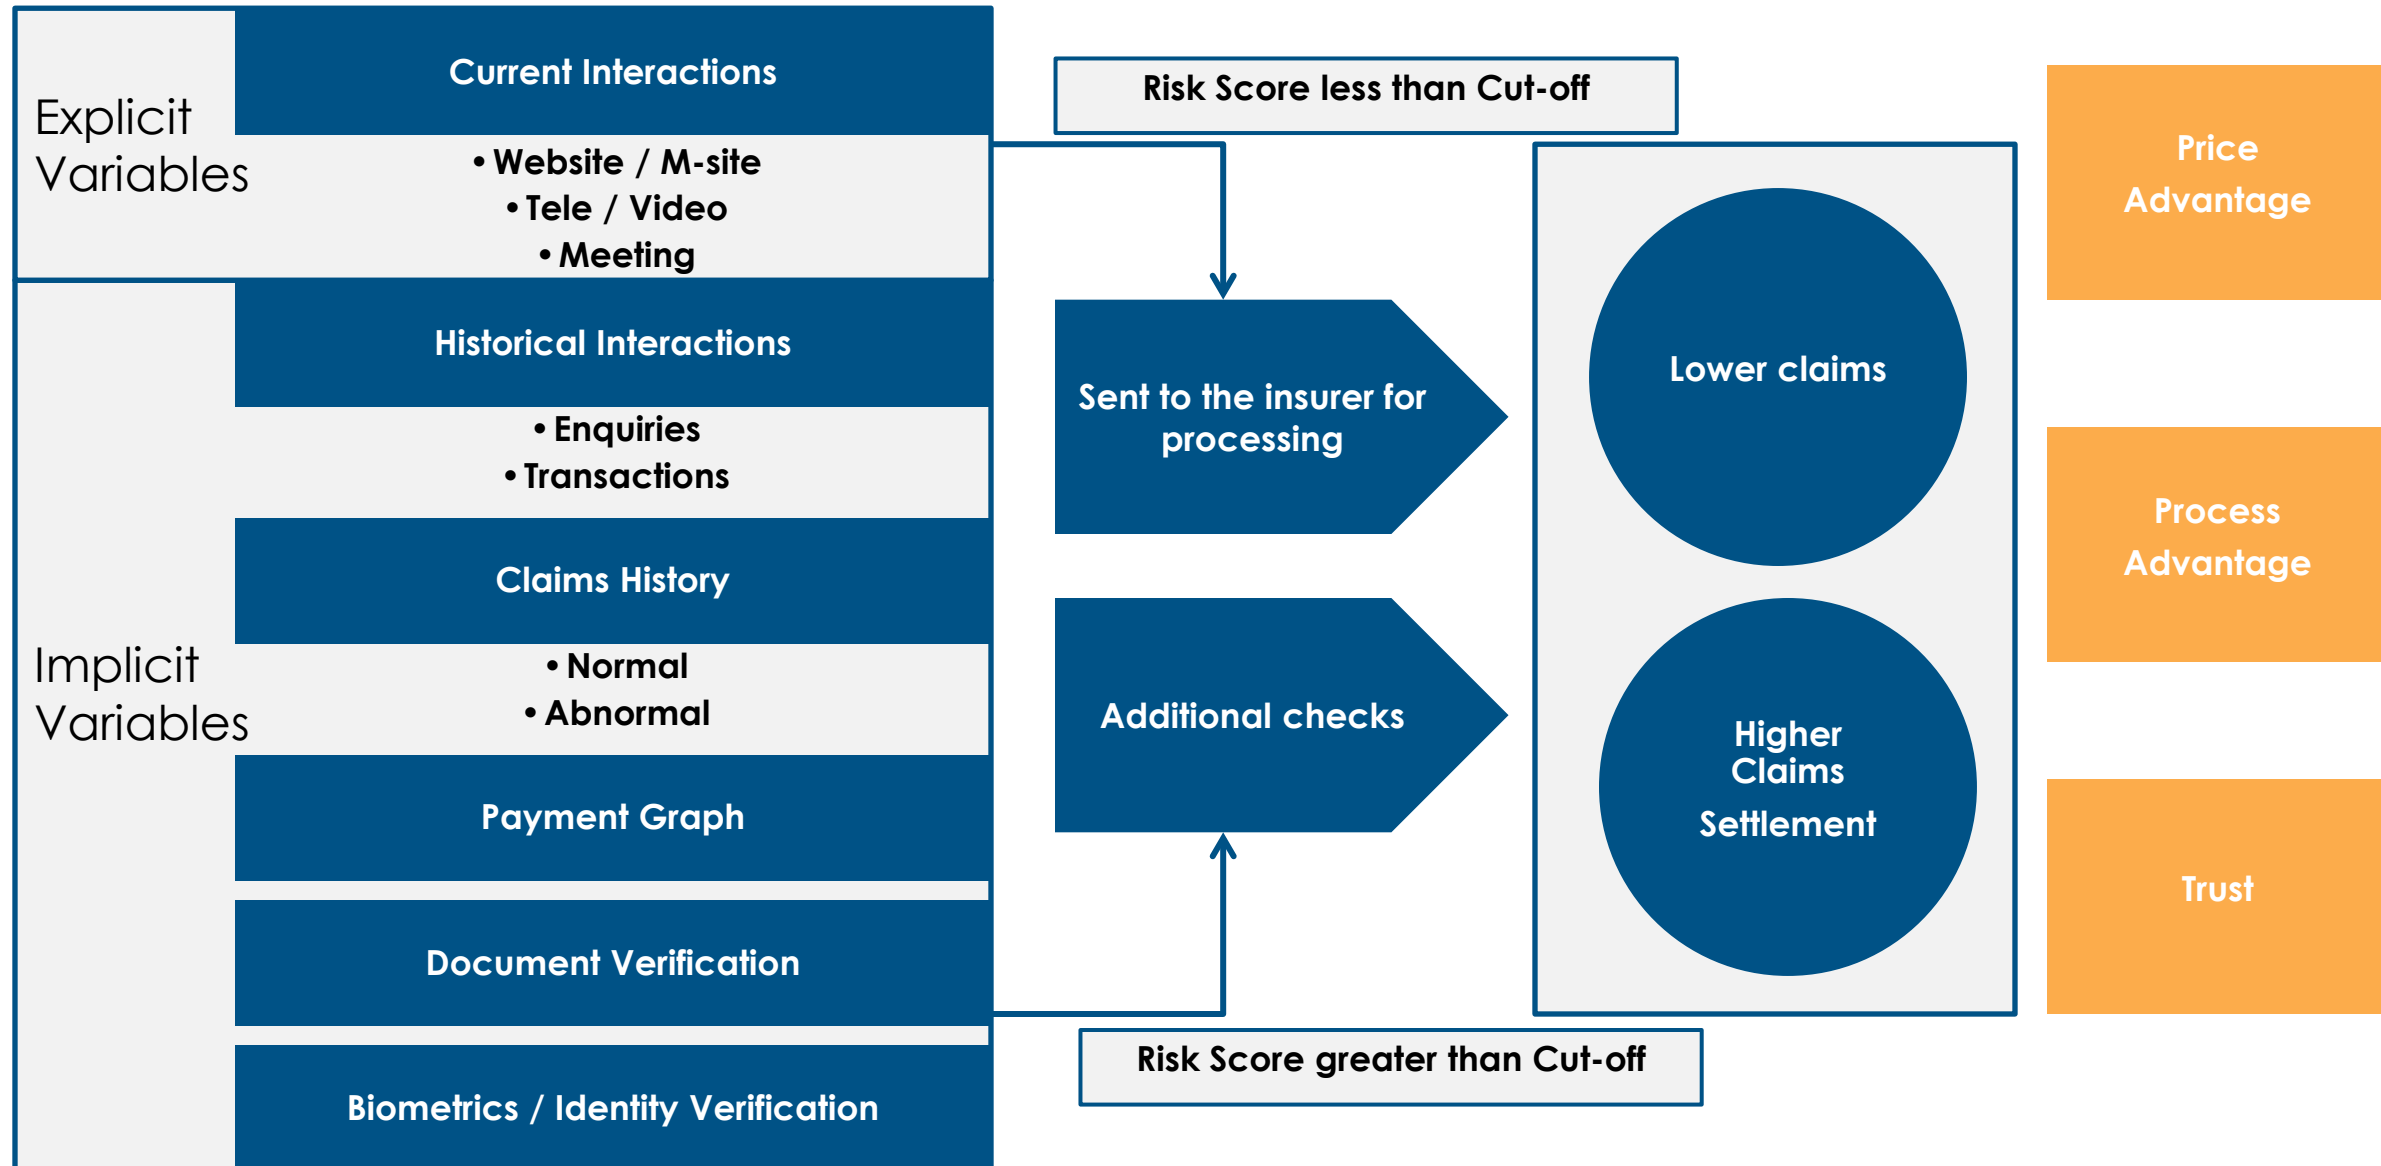 Explicit
Variables
Current Interactions
• Website / M-site
• Tele / Video
• Meeting
Implicit
Variables
Historical Interactions
• Enquiries
• Transactions
Claims History
• Normal
• Abnormal
Payment Graph
Document Verification
Biometrics / Identity Verification
Risk Score less than Cut-off
Sent to the insurer for
processing
Additional checks
Risk Score greater than Cut-off
Lower claims
Higher
Claims
Settlement
Price
Advantage
Process
Advantage
Trust